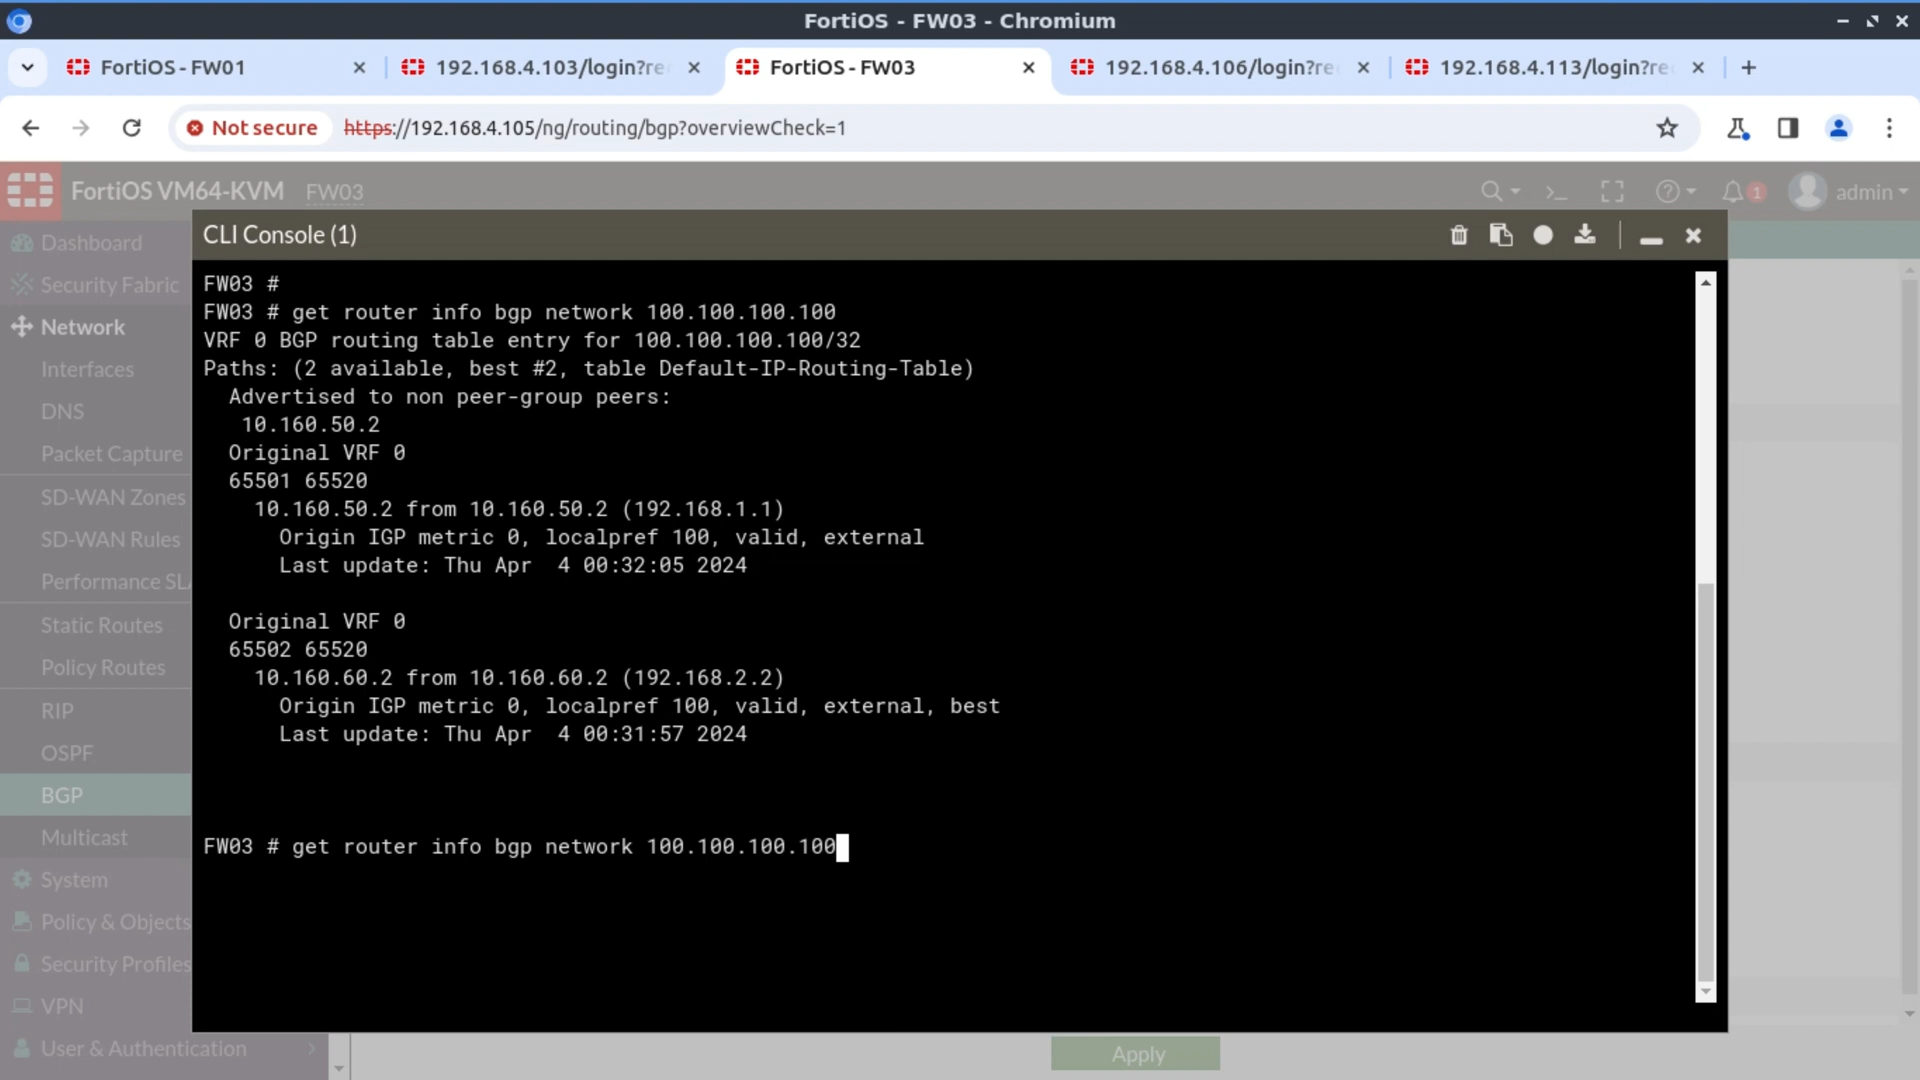 FortiOS - FW03 - Chromium
FortiOS - FW01
192.168.4.103/login?re
FortiOS - FW03
192.168.4.106/login?re
192.168.4.113/login?re
Not secure
https://192.168.4.105/ng/routing/bgp?overviewCheck=1
FortiOS VM64-KVM
FW03
>_
1
admin
Dashboard
Security Fabric
Network
Interfaces
DNS
Packet Capture
SD-WAN Zones
SD-WAN Rules
Performance SLA
Static Routes
Policy Routes
RIP
OSPF
BGP
Multicast
System
Policy & Objects
Security Profiles
VPN
User & Authentication
CLI Console (1)
FW03 #
FW03 # get router info bgp network 100.100.100.100
VRF 0 BGP routing table entry for 100.100.100.100/32
Paths: (2 available, best #2, table Default-IP-Routing-Table)
Advertised to non peer-group peers:
10.160.50.2
Original VRF 0
65501 65520
10.160.50.2 from 10.160.50.2 (192.168.1.1)
Origin IGP metric 0, localpref 100, valid, external
Last update: Thu Apr  4 00:32:05 2024
Original VRF 0
65502 65520
10.160.60.2 from 10.160.60.2 (192.168.2.2)
Origin IGP metric 0, localpref 100, valid, external, best
Last update: Thu Apr  4 00:31:57 2024
FW03 # get router info bgp network 100.100.100.100
Apply